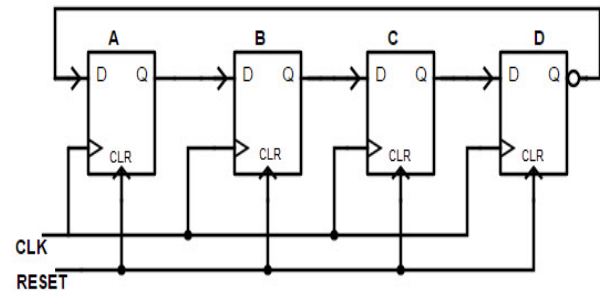 A B C D
D Q D Q D Q D Q
CLR CLR CLR CLR
CLK
RESET